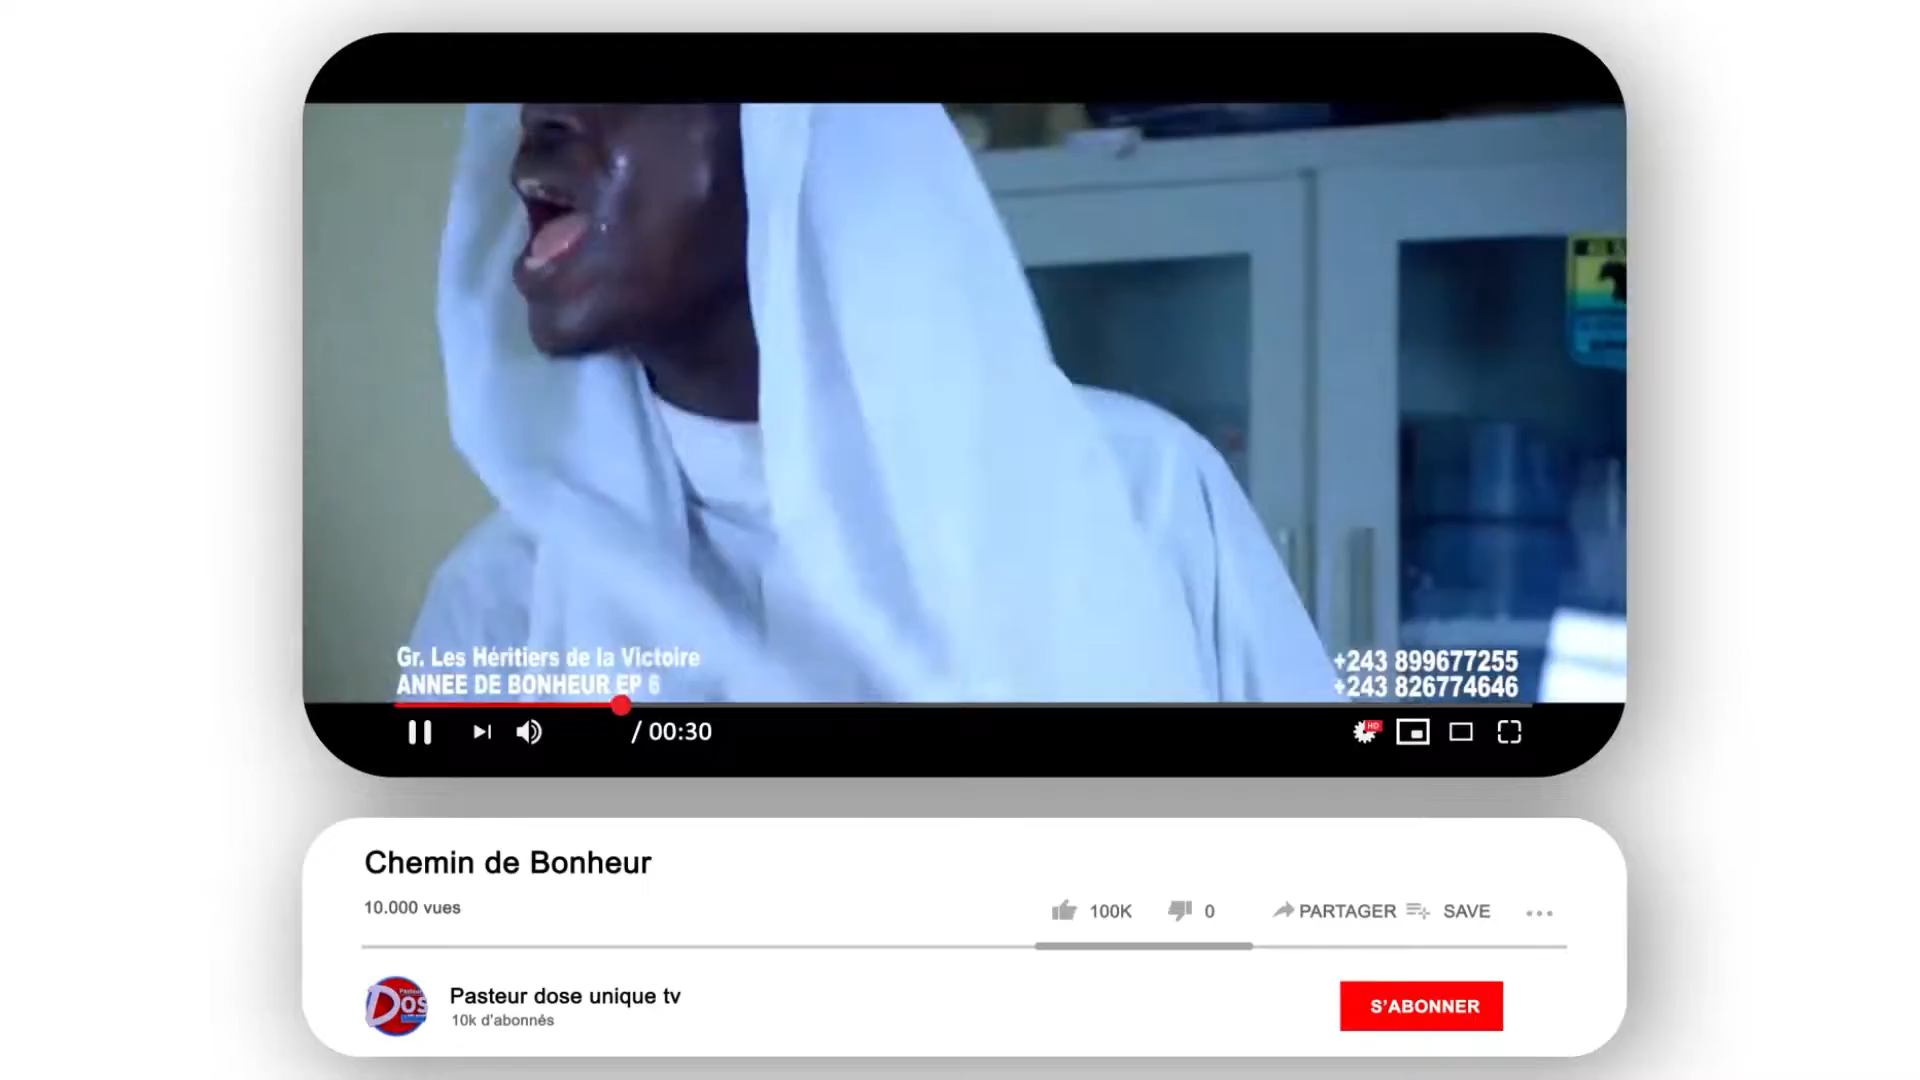 Gr. Les Héritiers de la Victoire
ANNEE DE BONHEUR EP 6
+243 899677255
+243 826774646
/ 00:30
HD
Chemin de Bonheur
10.000 vues
100K
0
PARTAGER
SAVE
Pasteur dose unique tv
10k d'abonnés
S'ABONNER